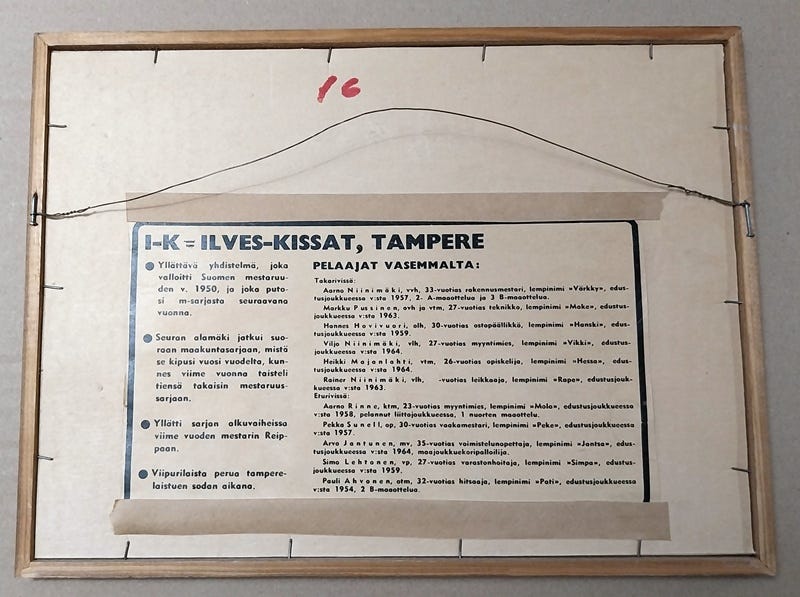 16
I-K = ILVES-KISSAT, TAMPERE
Yllättävä yhdistelmä, joka
valloitti Suomen mestaruu-
den v. 1950, ja joka puto-
si m-sarjasta seuraavana
vuonna.
Seuran alamäki jatkui suo-
raan maakuntasarjaan, mistä
se kipusi vuosi vuodelta, kun-
nes viime vuonna taisteli
tiensä takaisin mestaruus-
sarjaan.
Yllätti sarjan alkuvaiheissa
viime vuoden mestarin Reip-
paan.
Viipurilaista perua tampere-
laistuen sodan aikana.
PELAAJAT VASEMMALTA:
Takarivissä:
Aarno Niinimäki, vvh, 33-vuotias rakennusmestari, lempinimi »Värkky», edus-
tusjoukkueessa v:sta 1957, 2- A-maaottelua ja 3 B-maaottelua.
Markku Pussinen, ovh ja vtm, 27-vuotias teknikko, lempinimi »Make», edustus-
joukkueessa v:sta 1963.
Hannes Hovivuori, olh, 30-vuotias ostopäällikkö, lempinimi »Hanski», edus-
tusjoukkueessa v:sta 1959.
Viljo Niinimäki, vlh, 27-vuotias myyntimies, lempinimi »Vikki», edustusjoukkueessa
v:sta 1964.
Heikki Majanlahti, vtm, 26-vuotias opiskelija, lempinimi »Hessa», edus-
tusjoukkueessa v:sta 1964.
Rainer Niinimäki, vlh, -vuotias leikkaaja, lempinimi »Rapa», edustusjouk-
kueessa v:sta 1963.
Eturivissä:
Aarno Rinne, ktm, 23-vuotias myyntimies, lempinimi »Molo», edustusjoukkueessa
v:sta 1958, pelannut liittojoukkueessa, 1 nuorten maaottelu.
Pekka Sunell, op, 30-vuotias vaakamestari, lempinimi »Peke», edustusjoukkueessa
v:sta 1957.
Arvo Jantunen, mv, 35-vuotias voimistelunopettaja, lempinimi »Jantsa», edus-
tusjoukkueessa v:sta 1964, maajoukkuekoripalloilija.
Simo Lehtonen, vp, 27-vuotias varastonhoitaja, lempinimi »Simpa», edustus-
joukkueessa v:sta 1959.
Pauli Ahvonen, otm, 32-vuotias hitsaaja, lempinimi »Pati», edustusjoukkueessa
v:sta 1954, 2 B-maaottelua.